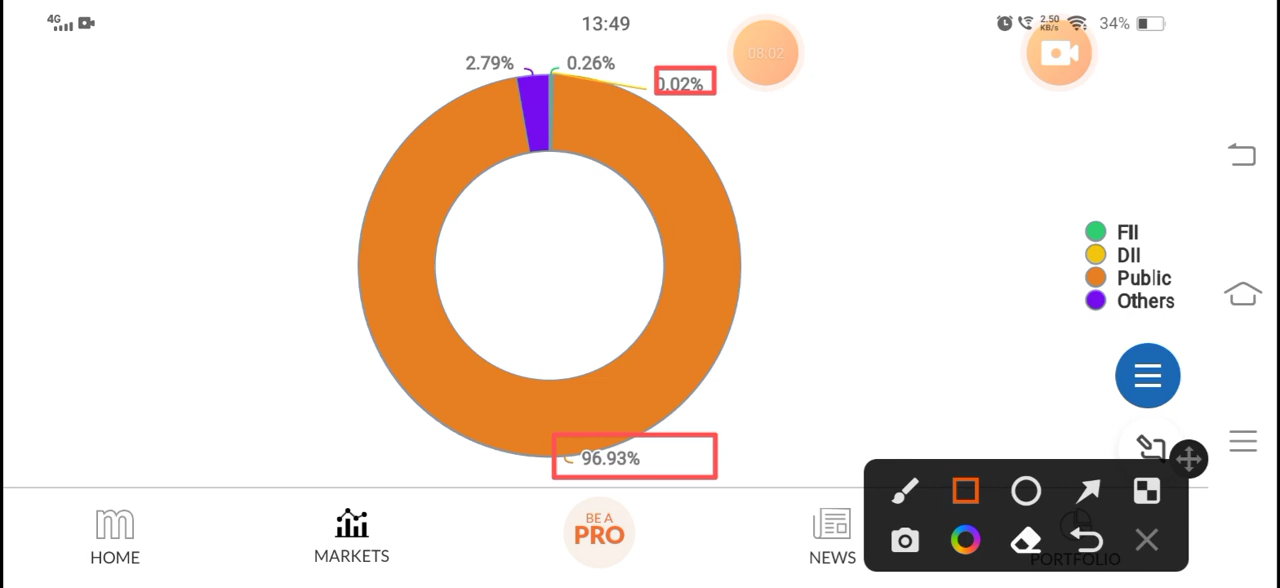 4G
13:49
2.50
KB/s
34%
08.02
2.79%
0.26%
0.02%
FII
DII
Public
Others
96.93%
HOME
MARKETS
BE A
PRO
NEWS
PORTFOLIO